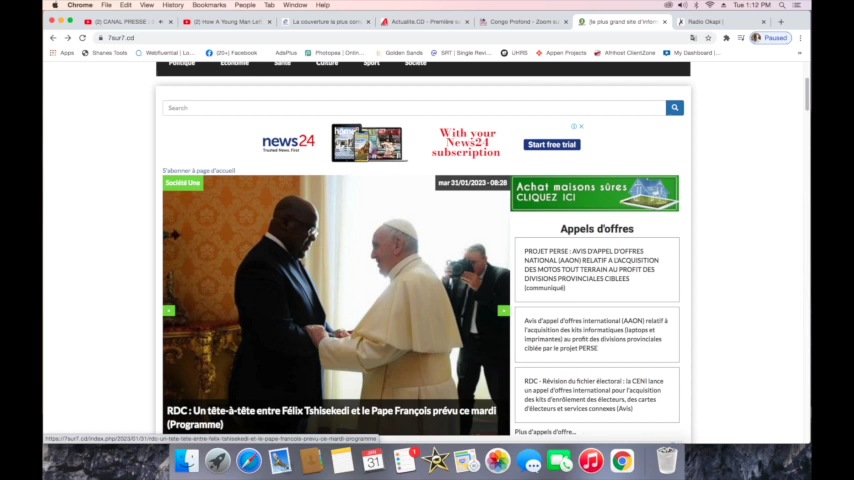 Chrome File Edit View History Bookmarks People Tab Window Help
Tue 1:12 PM
(2) CANAL PRESSE : J
(2) How A Young Man Left
La couverture la plus con
Actualite.CD - Première so
Congo Profond - Zoom su
|le plus grand site d'inform
Radio Okapi |
7sur7.cd
Paused
Apps Scripts Webfluential | Lo... (20+) Facebook AdsPlus Photopea | Onlin... Golden Sands SRT | Single Revi... UHRS Appen Projects Afrihost ClientZone My Dashboard |...
Politique Economie Santé Culture Sport Société
Search
news24
Trusted News. First
With your
News24
subscription
Start free trial
S'abonner à page d'accueil
Société Une
mar 31/01/2023 - 08:28
RDC : Un tête-à-tête entre Félix Tshisekedi et le Pape François prévu ce mardi
(Programme)
Achat maisons sûres
CLIQUEZ ICI
Appels d'offres
PROJET PERSE : AVIS D'APPEL D'OFFRES
NATIONAL (AAON) RELATIF A L'ACQUISITION
DES MOTOS TOUT TERRAIN AU PROFIT DES
DIVISIONS PROVINCIALES CIBLEES
(communiqué)
Avis d'appel d'offres international (AAON) relatif à
l'acquisition des kits informatiques (laptops et
imprimantes) au profit des divisions provinciales
ciblée par le projet PERSE
RDC - Révision du fichier électoral : la CENI lance
un appel d'offres international pour l'acquisition
des kits d'enrôlement des électeurs, des cartes
d'électeurs et services connexes (Avis)
Plus d'appels d'offre...
https://7sur7.cd/index.php/2023/01/31/rdc-un-tete-tete-entre-felix-tshisekedi-et-le-pape-francois-prevu-ce-mardi-programme
JAN
31
1